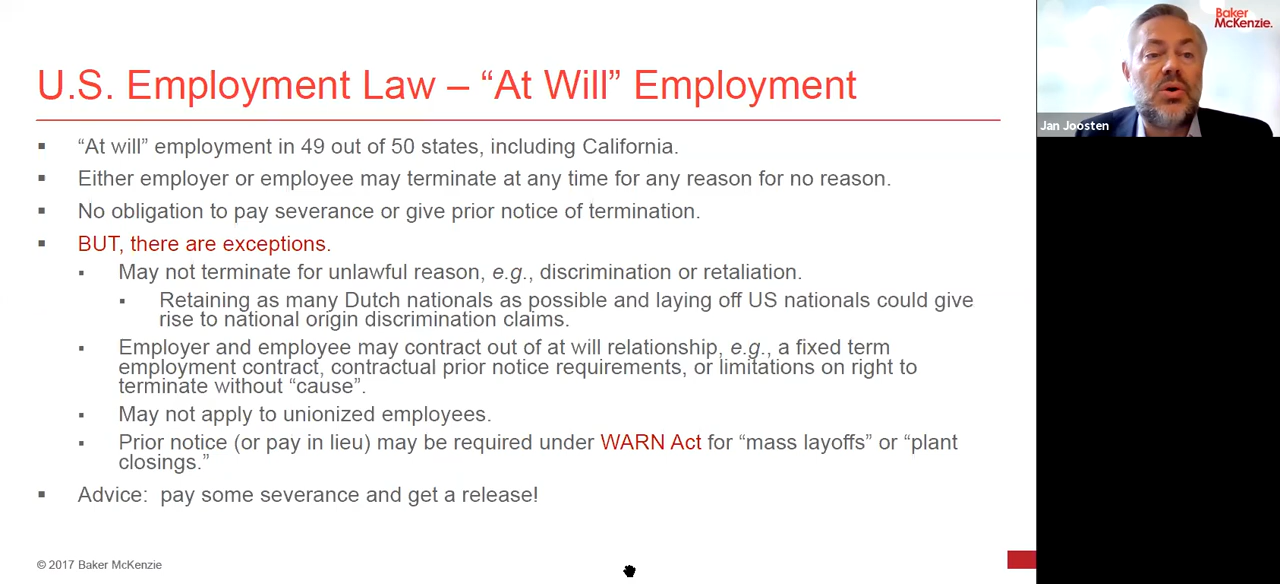 U.S. Employment Law – “At Will” Employment
▪ “At will” employment in 49 out of 50 states, including California.
▪ Either employer or employee may terminate at any time for any reason for no reason.
▪ No obligation to pay severance or give prior notice of termination.
▪ BUT, there are exceptions.
▪ May not terminate for unlawful reason, e.g., discrimination or retaliation.
▪ Retaining as many Dutch nationals as possible and laying off US nationals could give
rise to national origin discrimination claims.
▪ Employer and employee may contract out of at will relationship, e.g., a fixed term
employment contract, contractual prior notice requirements, or limitations on right to
terminate without “cause”.
▪ May not apply to unionized employees.
▪ Prior notice (or pay in lieu) may be required under WARN Act for “mass layoffs” or “plant
closings.”
▪ Advice:  pay some severance and get a release!
© 2017 Baker McKenzie
Baker
McKenzie.
Jan Joosten